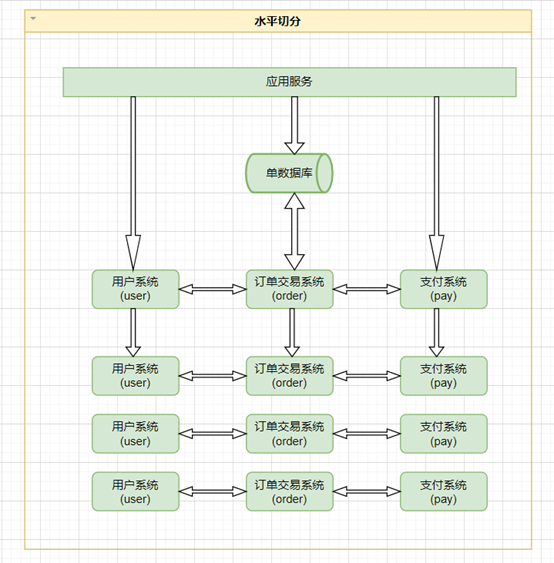 水平切分
应用服务
单数据库
用户系统
(user)
订单交易系统
(order)
支付系统
(pay)
用户系统
(user)
订单交易系统
(order)
支付系统
(pay)
用户系统
(user)
订单交易系统
(order)
支付系统
(pay)
用户系统
(user)
订单交易系统
(order)
支付系统
(pay)